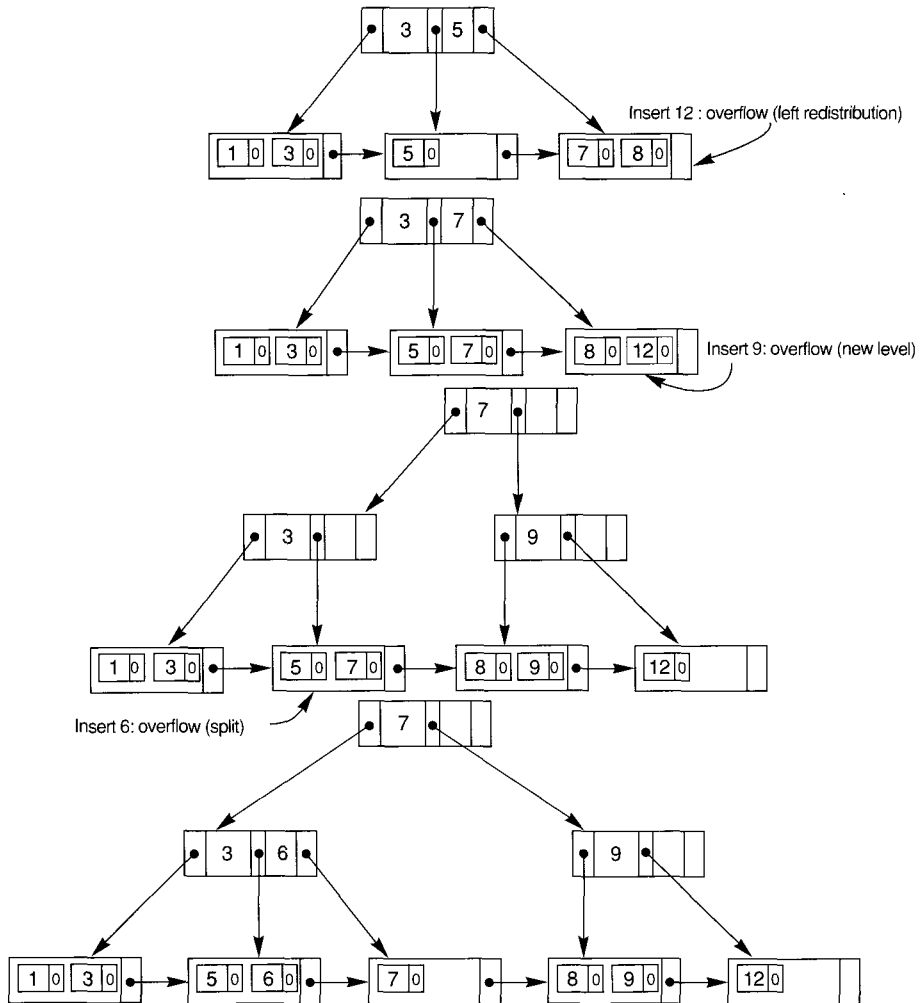 3 5
Insert 12 : overflow (left redistribution)
1 0 3 0 5 0 7 0 8 0
3 7
1 0 3 0 5 0 7 0 8 0 12 0
Insert 9: overflow (new level)
7
3 9
1 0 3 0 5 0 7 0 8 0 9 0 12 0
Insert 6: overflow (split)
7
3 6 9
1 0 3 0 5 0 6 0 7 0 8 0 9 0 12 0